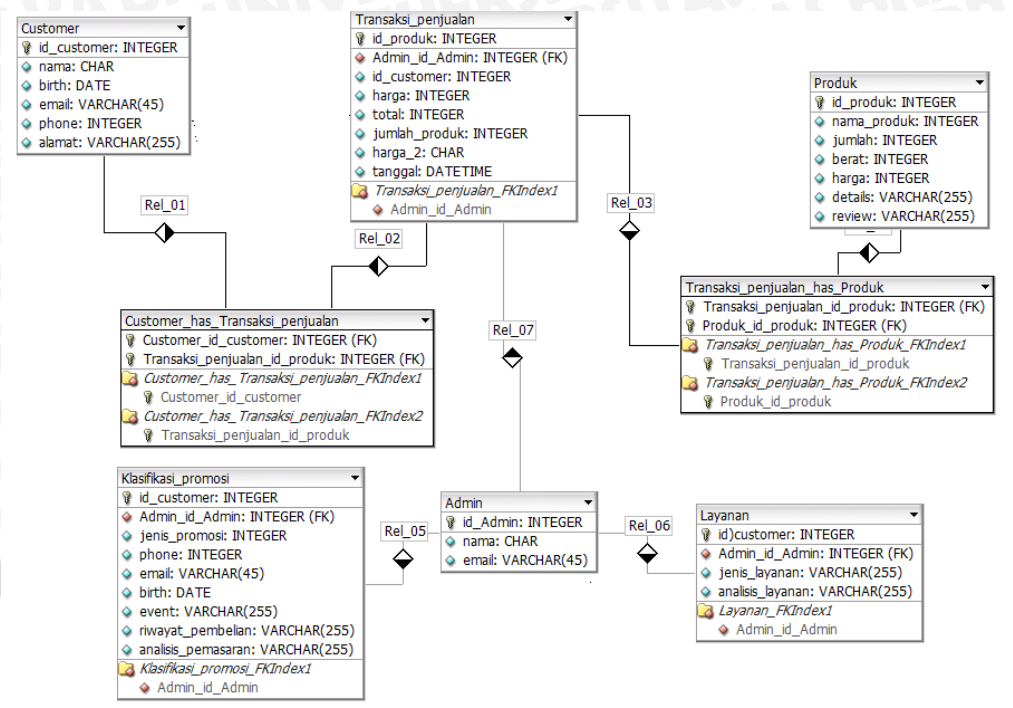 Customer
id_customer: INTEGER
nama: CHAR
birth: DATE
email: VARCHAR(45)
phone: INTEGER
alamat: VARCHAR(255)
Transaksi_penjualan
id_produk: INTEGER
Admin_id_Admin: INTEGER (FK)
id_customer: INTEGER
harga: INTEGER
total: INTEGER
jumlah_produk: INTEGER
harga_2: CHAR
tanggal: DATETIME
Transaksi_penjualan_FKIndex1
Admin_id_Admin
Produk
id_produk: INTEGER
nama_produk: INTEGER
jumlah: INTEGER
berat: INTEGER
harga: INTEGER
details: VARCHAR(255)
review: VARCHAR(255)
Rel_01
Rel_02
Rel_03
Customer_has_Transaksi_penjualan
Customer_id_customer: INTEGER (FK)
Transaksi_penjualan_id_produk: INTEGER (FK)
Customer_has_Transaksi_penjualan_FKIndex1
Customer_id_customer
Customer_has_Transaksi_penjualan_FKIndex2
Transaksi_penjualan_id_produk
Rel_07
Transaksi_penjualan_has_Produk
Transaksi_penjualan_id_produk: INTEGER (FK)
Produk_id_produk: INTEGER (FK)
Transaksi_penjualan_has_Produk_FKIndex1
Transaksi_penjualan_id_produk
Transaksi_penjualan_has_Produk_FKIndex2
Produk_id_produk
Klasifikasi_promosi
id_customer: INTEGER
Admin_id_Admin: INTEGER (FK)
jenis_promosi: INTEGER
phone: INTEGER
email: VARCHAR(45)
birth: DATE
event: VARCHAR(255)
riwayat_pembelian: VARCHAR(255)
analisis_pemasaran: VARCHAR(255)
Klasifikasi_promosi_FKIndex1
Admin_id_Admin
Rel_05
Admin
id_Admin: INTEGER
nama: CHAR
email: VARCHAR(45)
Rel_06
Layanan
id)customer: INTEGER
Admin_id_Admin: INTEGER (FK)
jenis_layanan: VARCHAR(255)
analisis_layanan: VARCHAR(255)
Layanan_FKIndex1
Admin_id_Admin